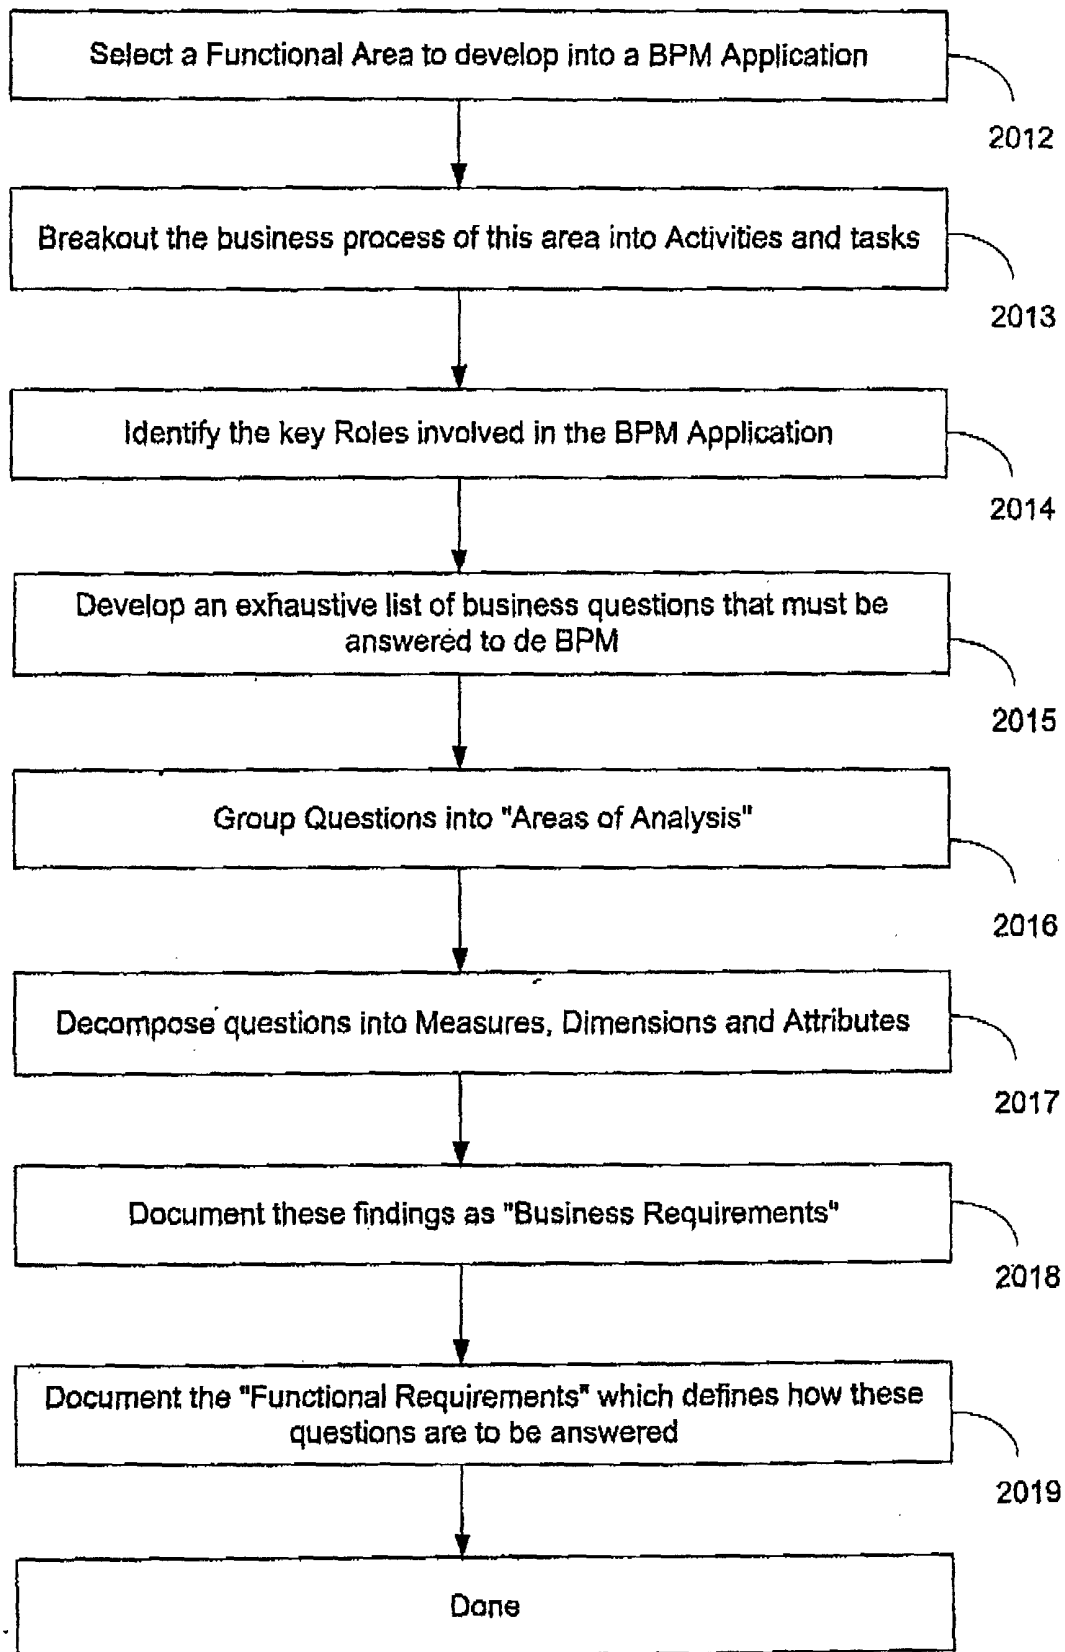 Select a Functional Area to develop into a BPM Application
2012
Breakout the business process of this area into Activities and tasks
2013
Identify the key Roles involved in the BPM Application
2014
Develop an exhaustive list of business questions that must be
answered to de BPM
2015
Group Questions into "Areas of Analysis"
2016
Decompose questions into Measures, Dimensions and Attributes
2017
Document these findings as "Business Requirements"
2018
Document the "Functional Requirements" which defines how these
questions are to be answered
2019
Done